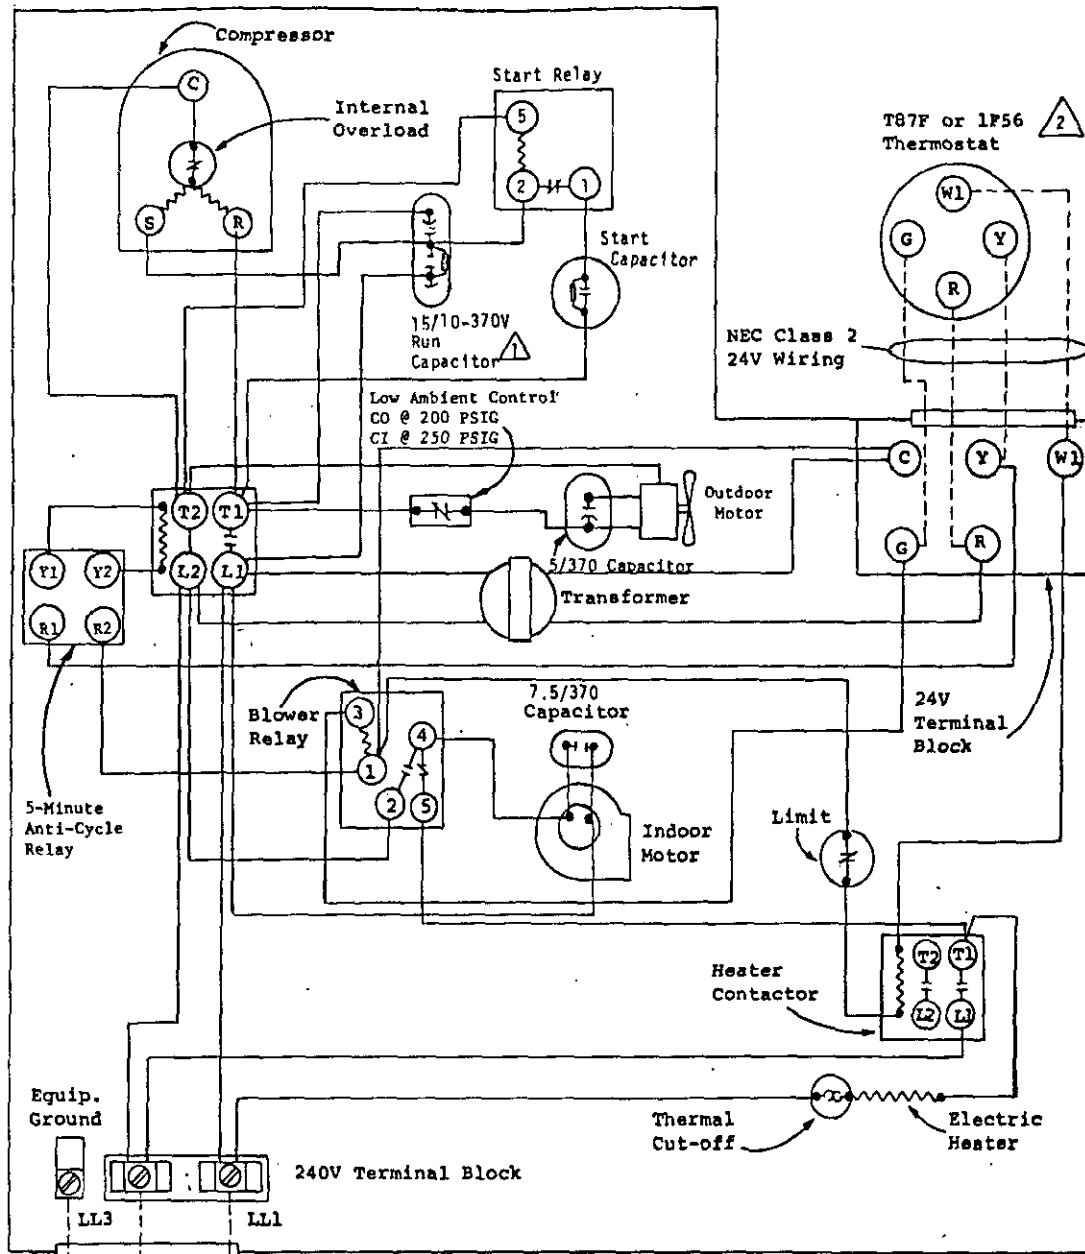 Compressor
Start Relay
C
Internal
Overload
S
R
5
2
1
T87F or 1F56
Thermostat
2
W1
G
Y
R
Start
Capacitor
15/10-370V
Run
Capacitor
1
NEC Class 2
24V Wiring
Low Ambient Control
CO @ 200 PSIG
CI @ 250 PSIG
C
Y
W1
T2
T1
Outdoor
Motor
G
R
Y1
Y2
L2
L1
5/370 Capacitor
Transformer
R1
R2
Blower
Relay
3
4
1
2
5
7.5/370
Capacitor
24V
Terminal
Block
5-Minute
Anti-Cycle
Relay
Indoor
Motor
Limit
T2
T1
L2
L1
Heater
Contactor
Equip.
Ground
Thermal
Cut-off
Electric
Heater
240V Terminal Block
LL3
LL1